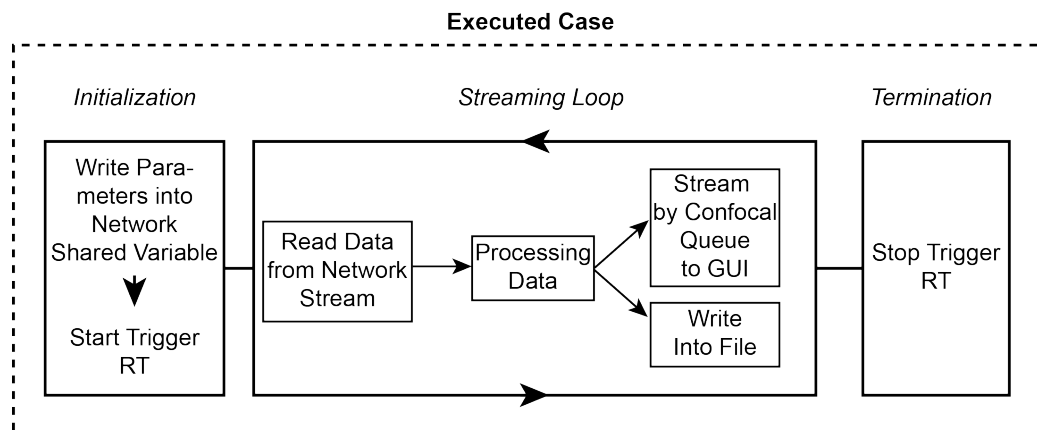 Executed Case
Initialization
Streaming Loop
Termination
Write Para-
meters into
Network
Shared Variable
Start Trigger
RT
Read Data
from Network
Stream
Processing
Data
Stream
by Confocal
Queue
to GUI
Write
Into File
Stop Trigger
RT